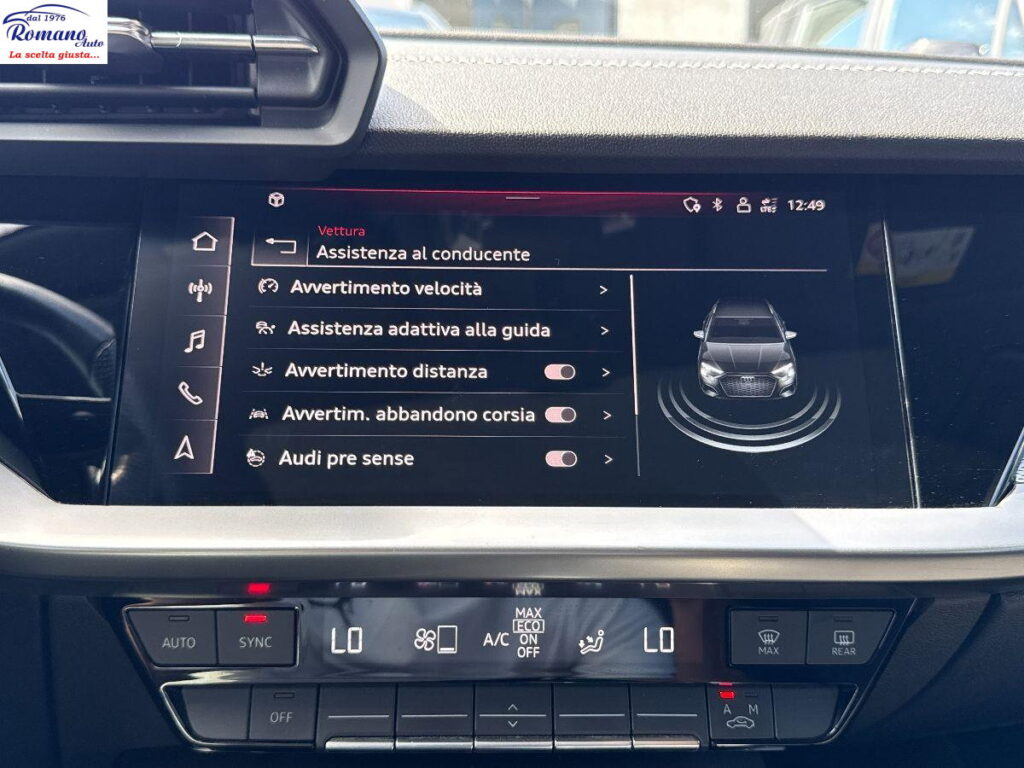 dal 1976
Romano
Auto
La scelta giusta...
12:49
Vettura
Assistenza al conducente
Avvertimento velocità
Assistenza adattiva alla guida
Avvertimento distanza
Avvertim. abbandono corsia
Audi pre sense
AUTO
SYNC
LO
A/C
MAX
ECO
ON
OFF
LO
MAX
REAR
OFF
A M